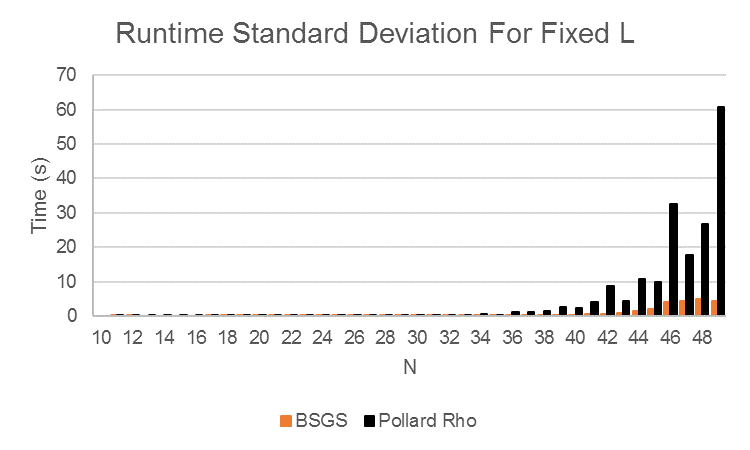 Runtime Standard Deviation For Fixed L
70
60
50
40
30
20
10
0
Time (s)
10 12 14 16 18 20 22 24 26 28 30 32 34 36 38 40 42 44 46 48
N
BSGS Pollard Rho